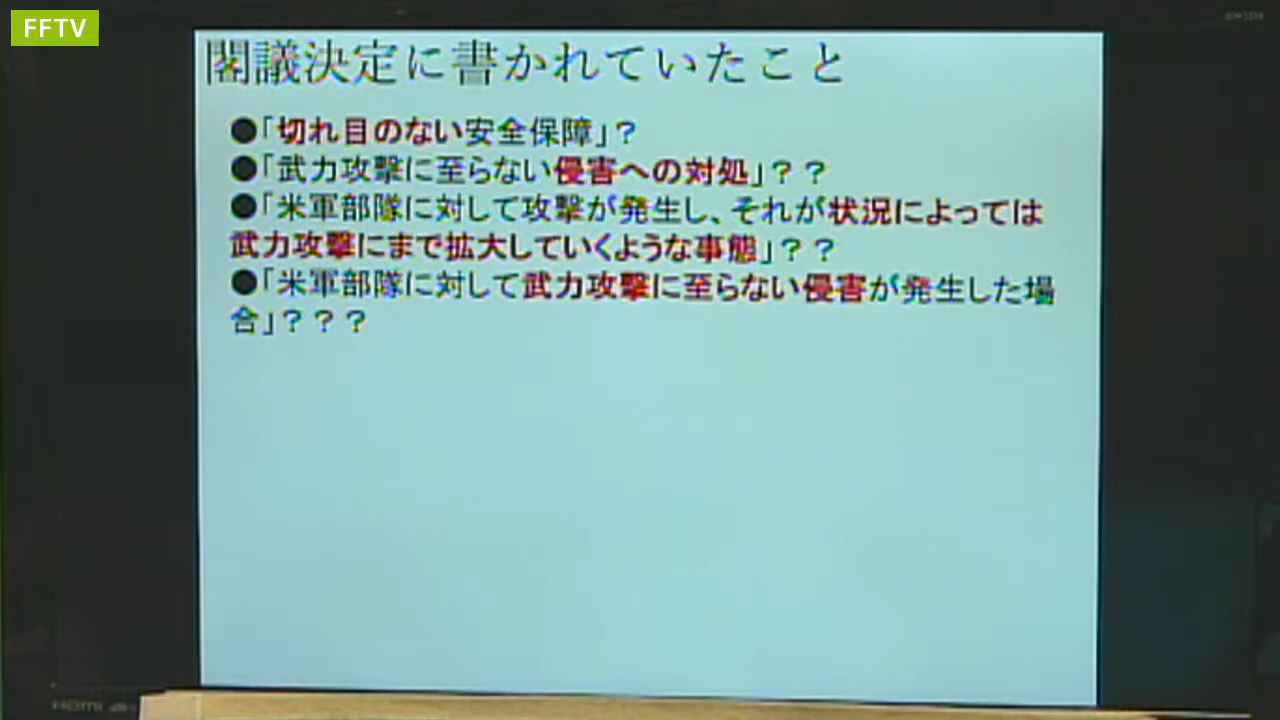 FFTV
閣議決定に書かれていたこと
●「切れ目のない安全保障」？
●「武力攻撃に至らない侵害への対処」？？
●「米軍部隊に対して攻撃が発生し、それが状況によっては
武力攻撃にまで拡大していくような事態」？？
●「米軍部隊に対して武力攻撃に至らない侵害が発生した場
合」？？？